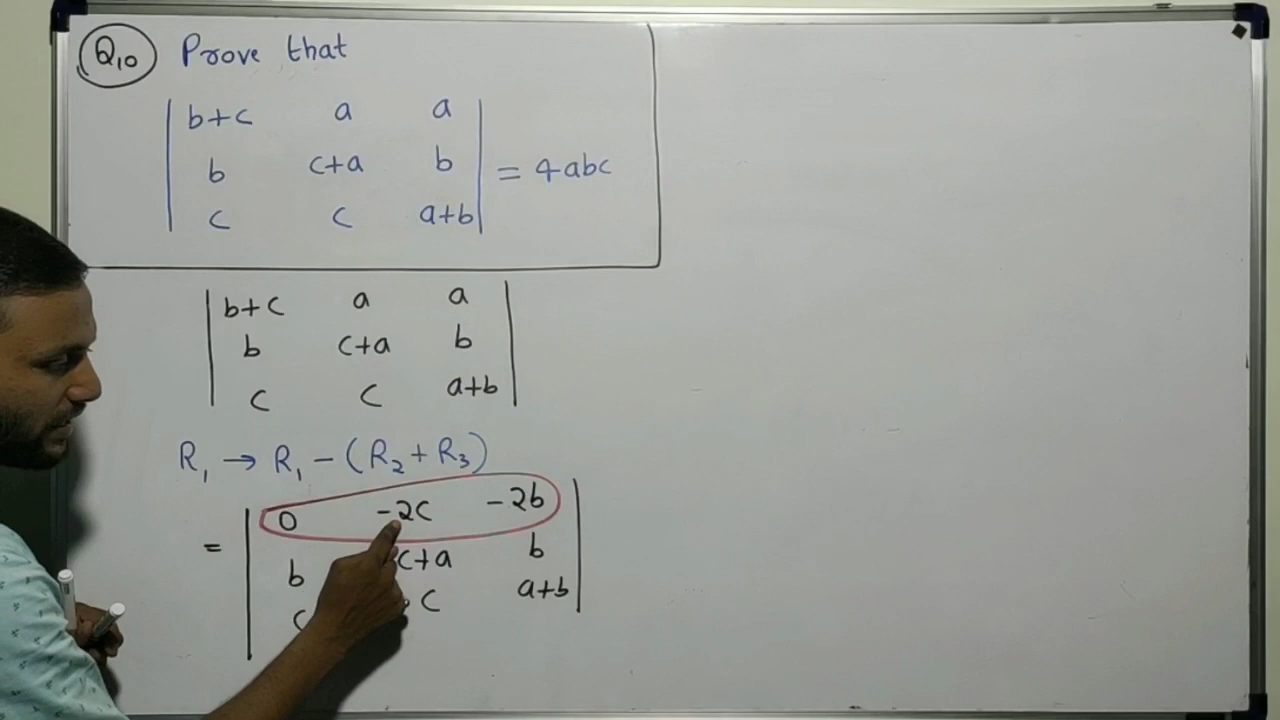 Q10 Prove that
| b+c a a |
| b c+a b | = 4abc
| c c a+b |
| b+c a a |
| b c+a b |
| c c a+b |
R₁ → R₁ - (R₂ + R₃)
| 0 -2c -2b |
= | b c+a b |
| c c a+b |